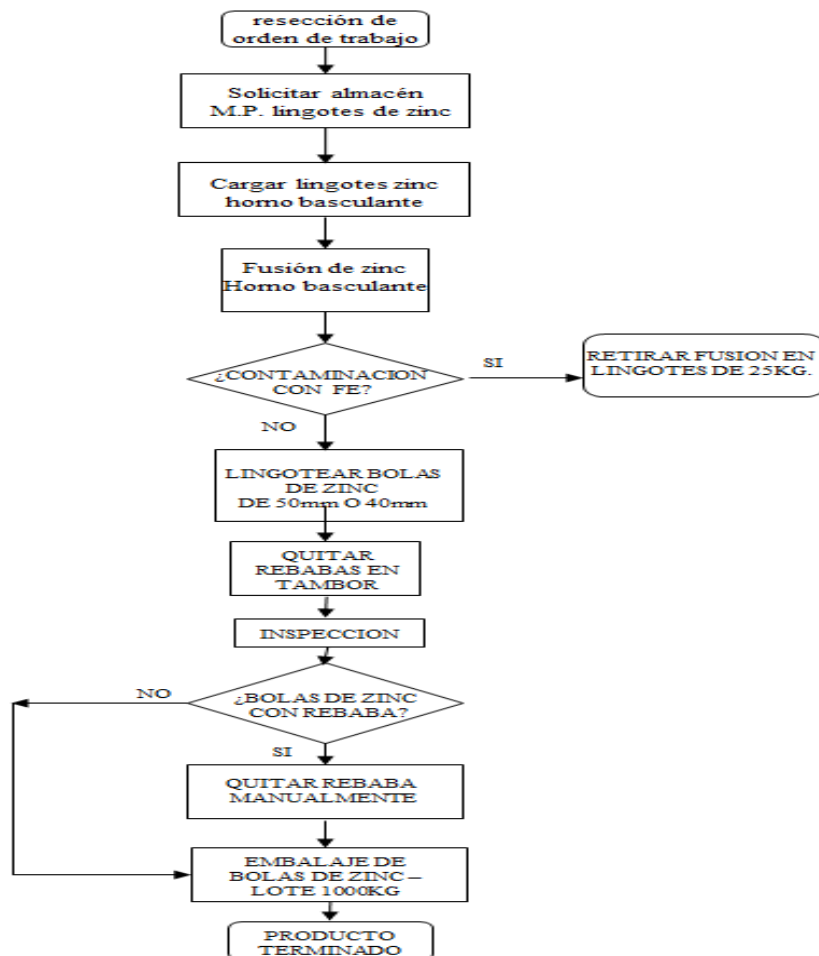 resección de
orden de trabajo
Solicitar almacén
M.P. lingotes de zinc
Cargar lingotes zinc
horno basculante
Fusión de zinc
Horno basculante
¿CONTAMINACION
CON FE?
SI
RETIRAR FUSION EN
LINGOTES DE 25KG.
NO
LINGOTEAR BOLAS
DE ZINC
DE 50mm O 40mm
QUITAR
REBABAS EN
TAMBOR
INSPECCION
NO
¿BOLAS DE ZINC
CON REBABA?
SI
QUITAR REBABA
MANUALMENTE
EMBALAJE DE
BOLAS DE ZINC –
LOTE 1000KG
PRODUCTO
TERMINADO